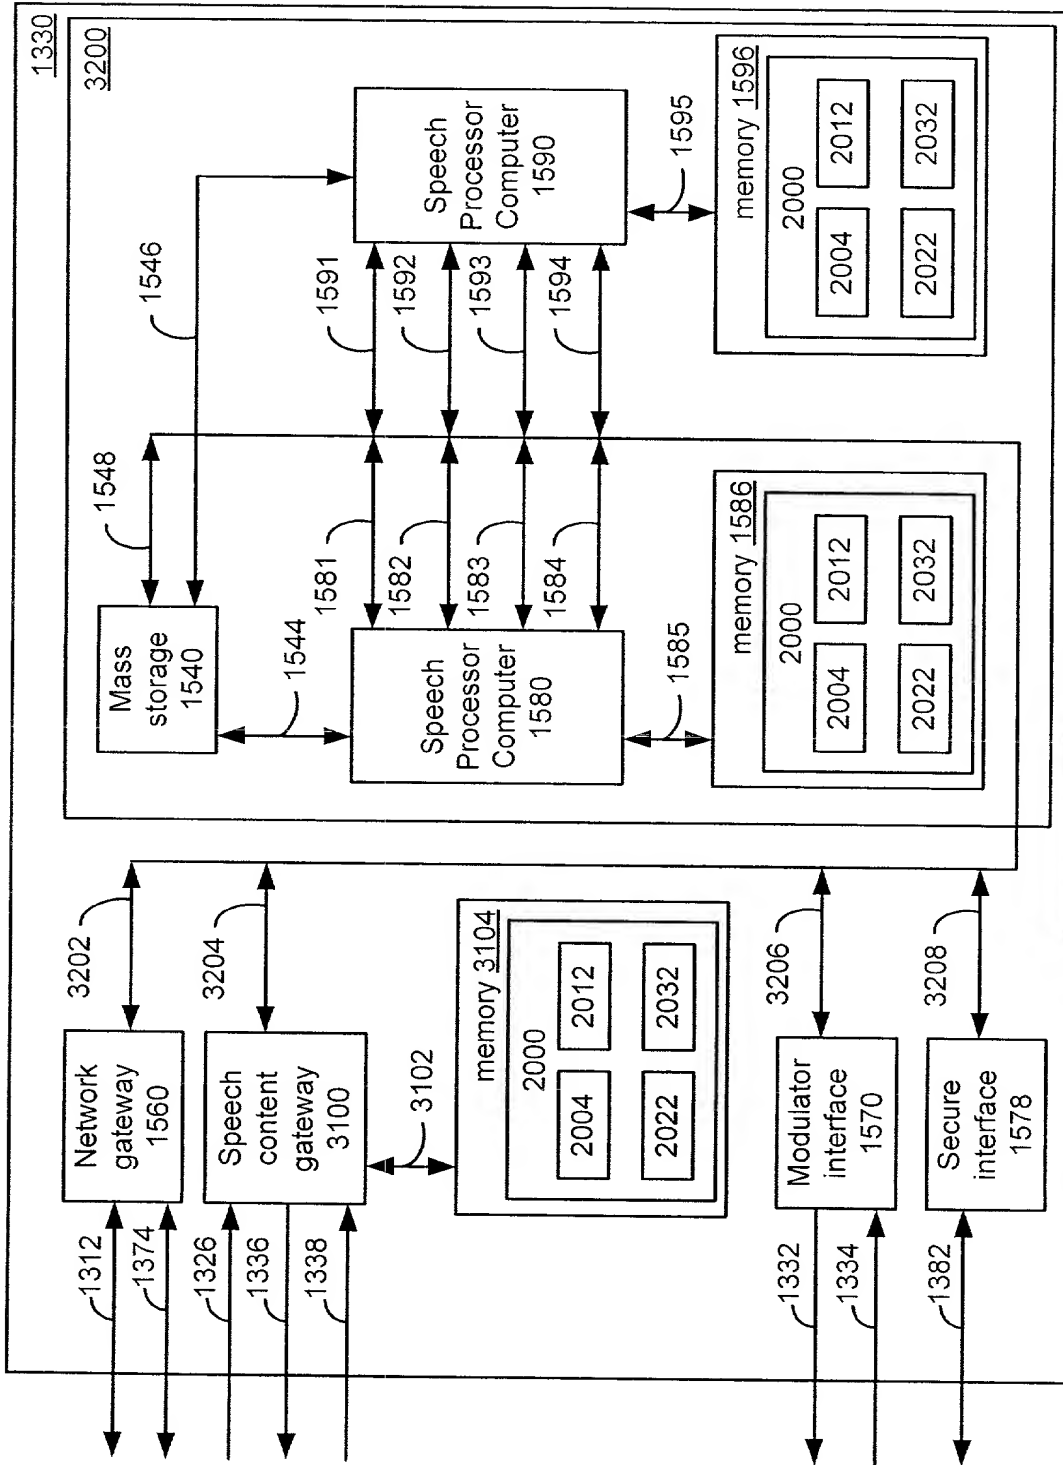 1330
3200
Mass
storage
1540
1548
1546
1544
Speech
Processor
Computer
1580
1581
1582
1583
1584
1591
1592
1593
1594
Speech
Processor
Computer
1590
1585
1595
memory 1586
2000
2004
2012
2022
2032
memory 1596
2000
2004
2012
2022
2032
1312
1374
Network
gateway
1560
3202
1326
1336
1338
Speech
content
gateway
3100
3204
3102
memory 3104
2000
2004
2012
2022
2032
1332
1334
Modulator
interface
1570
3206
1382
Secure
interface
1578
3208